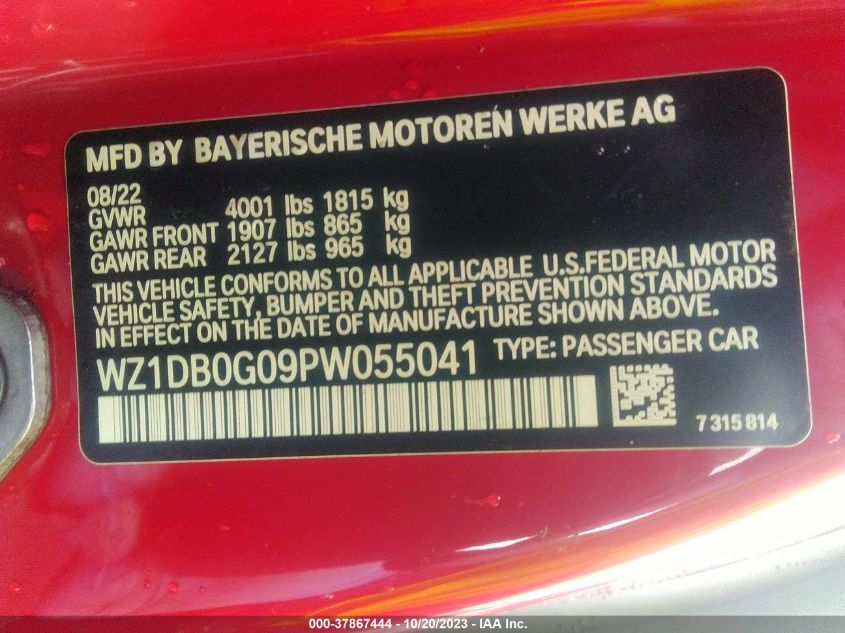 MFD BY BAYERISCHE MOTOREN WERKE AG
08/22
GVWR 4001 lbs 1815 kg
GAWR FRONT 1907 lbs 865 kg
GAWR REAR 2127 lbs 965 kg
THIS VEHICLE CONFORMS TO ALL APPLICABLE U.S.FEDERAL MOTOR
VEHICLE SAFETY, BUMPER AND THEFT PREVENTION STANDARDS
IN EFFECT ON THE DATE OF MANUFACTURE SHOWN ABOVE.
WZ1DB0G09PW055041 TYPE: PASSENGER CAR
7 315 814
000-37867444 - 10/20/2023 - IAA Inc.